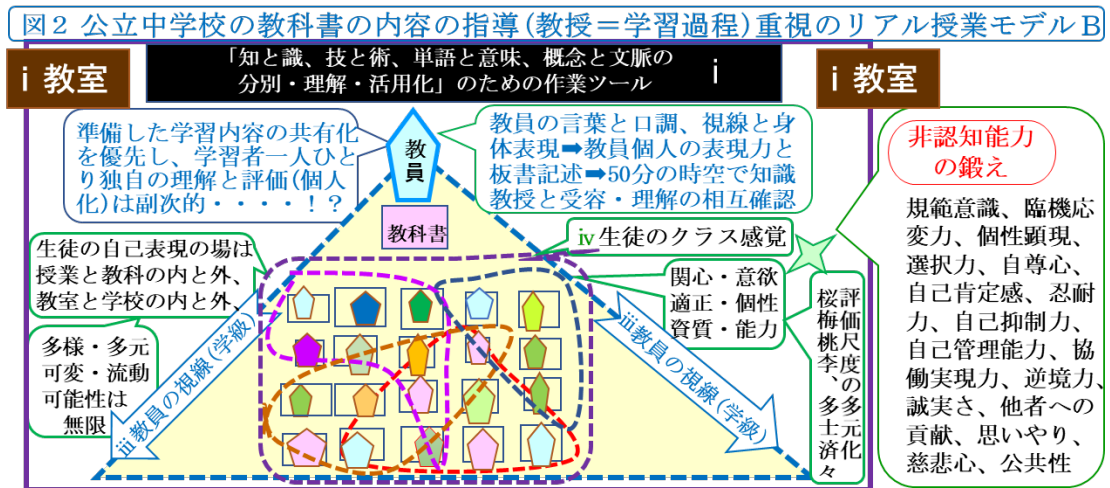 図2 公立中学校の教科書の内容の指導(教授＝学習過程)重視のリアル授業モデルB
ⅰ教室
「知と識、技と術、単語と意味、概念と文脈の
分別・理解・活用化」のための作業ツール
ⅰ
ⅰ教室
準備した学習内容の共有化
を優先し、学習者一人ひと
り独自の理解と評価(個人
化)は副次的・・・・！？
教員
教科書
教員の言葉と口調、視線と身
体表現➡教員個人の表現力と
板書記述➡50分の時空で知識
教授と受容・理解の相互確認
生徒の自己表現の場は
授業と教科の内と外、
教室と学校の内と外、
多様・多元
可変・流動
可能性は
無限
ⅲ教員の視線(学級)
ⅳ生徒のクラス感覚
関心・意欲
適正・個性
資質・能力
ⅲ教員の視線(学級)
評価尺度の多元化
桜梅桃李、多士済々
非認知能力
の鍛え
規範意識、臨機応
変力、個性顕現、
選択力、自尊心、
自己肯定感、忍耐
力、自己抑制力、
自己管理能力、協
働実現力、逆境力、
誠実さ、他者への
貢献、思いやり、
慈悲心、公共性